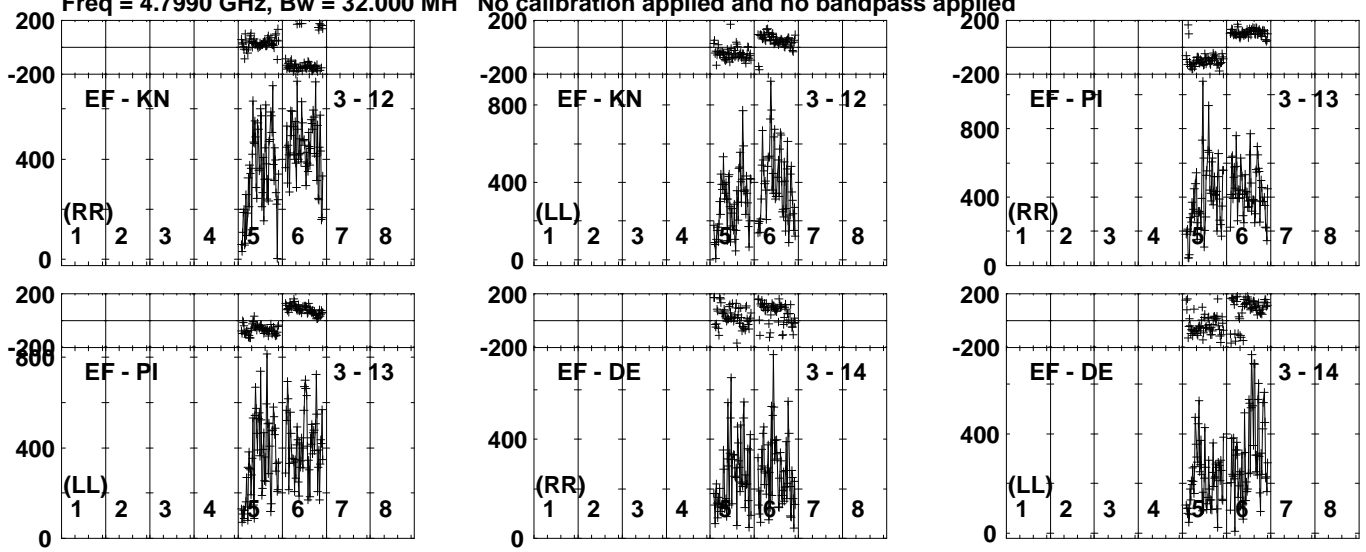 Freq = 4.7990 GHz, Bw = 32.000 MH No calibration applied and no bandpass applied
200
-200
EF - KN 3 - 12
400
(RR)
1 2 3 4 5 6 7 8
0
200
-200
EF - KN 3 - 12
800
400
(LL)
1 2 3 4 5 6 7 8
0
200
-200
EF - PI 3 - 13
800
400
(RR)
1 2 3 4 5 6 7 8
0
200
-200
800
EF - PI 3 - 13
400
(LL)
1 2 3 4 5 6 7 8
0
200
-200
EF - DE 3 - 14
400
(RR)
1 2 3 4 5 6 7 8
0
200
-200
EF - DE 3 - 14
400
(LL)
1 2 3 4 5 6 7 8
0